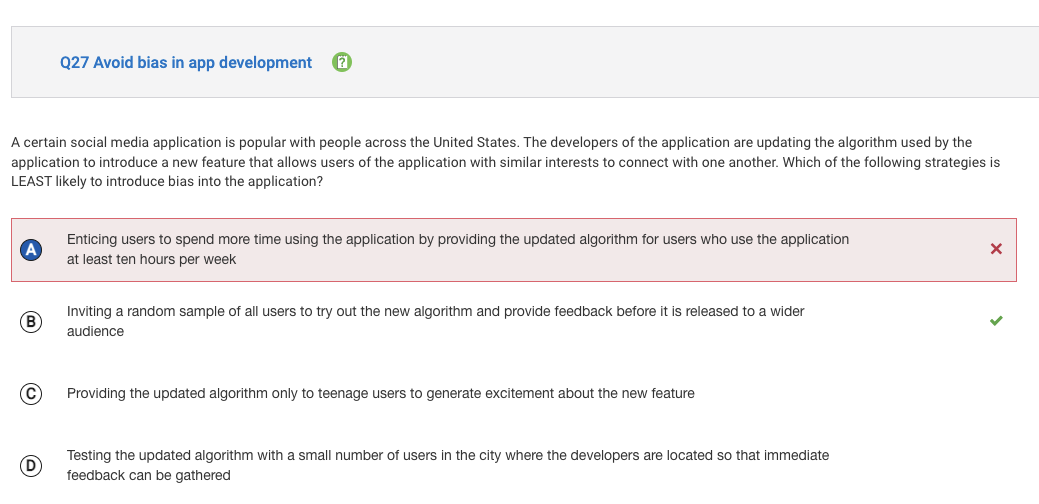 Q27 Avoid bias in app development
A certain social media application is popular with people across the United States. The developers of the application are updating the algorithm used by the
application to introduce a new feature that allows users of the application with similar interests to connect with one another. Which of the following strategies is
LEAST likely to introduce bias into the application?
A
Enticing users to spend more time using the application by providing the updated algorithm for users who use the application
at least ten hours per week
B
Inviting a random sample of all users to try out the new algorithm and provide feedback before it is released to a wider
audience
C
Providing the updated algorithm only to teenage users to generate excitement about the new feature
D
Testing the updated algorithm with a small number of users in the city where the developers are located so that immediate
feedback can be gathered